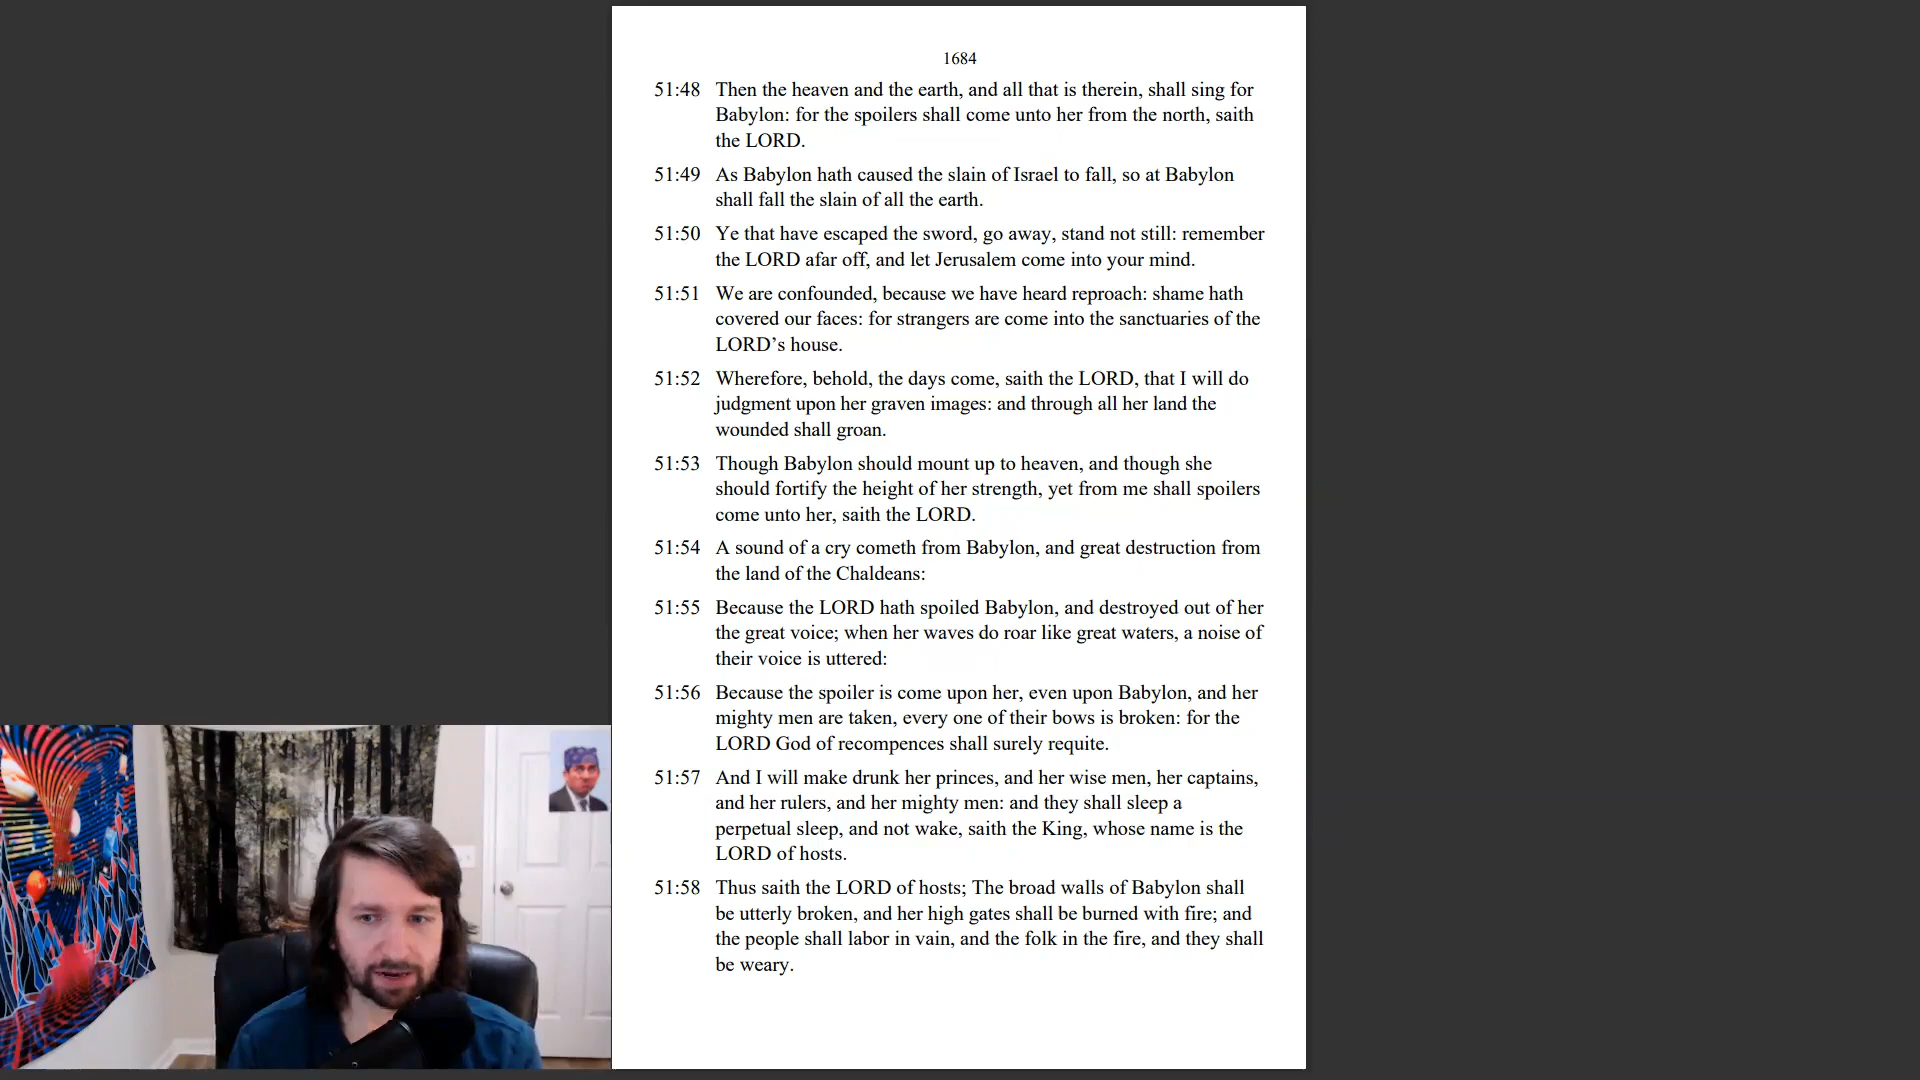 1684
51:48 Then the heaven and the earth, and all that is therein, shall sing for
Babylon: for the spoilers shall come unto her from the north, saith
the LORD.
51:49 As Babylon hath caused the slain of Israel to fall, so at Babylon
shall fall the slain of all the earth.
51:50 Ye that have escaped the sword, go away, stand not still: remember
the LORD afar off, and let Jerusalem come into your mind.
51:51 We are confounded, because we have heard reproach: shame hath
covered our faces: for strangers are come into the sanctuaries of the
LORD’s house.
51:52 Wherefore, behold, the days come, saith the LORD, that I will do
judgment upon her graven images: and through all her land the
wounded shall groan.
51:53 Though Babylon should mount up to heaven, and though she
should fortify the height of her strength, yet from me shall spoilers
come unto her, saith the LORD.
51:54 A sound of a cry cometh from Babylon, and great destruction from
the land of the Chaldeans:
51:55 Because the LORD hath spoiled Babylon, and destroyed out of her
the great voice; when her waves do roar like great waters, a noise of
their voice is uttered:
51:56 Because the spoiler is come upon her, even upon Babylon, and her
mighty men are taken, every one of their bows is broken: for the
LORD God of recompences shall surely requite.
51:57 And I will make drunk her princes, and her wise men, her captains,
and her rulers, and her mighty men: and they shall sleep a
perpetual sleep, and not wake, saith the King, whose name is the
LORD of hosts.
51:58 Thus saith the LORD of hosts; The broad walls of Babylon shall
be utterly broken, and her high gates shall be burned with fire; and
the people shall labor in vain, and the folk in the fire, and they shall
be weary.